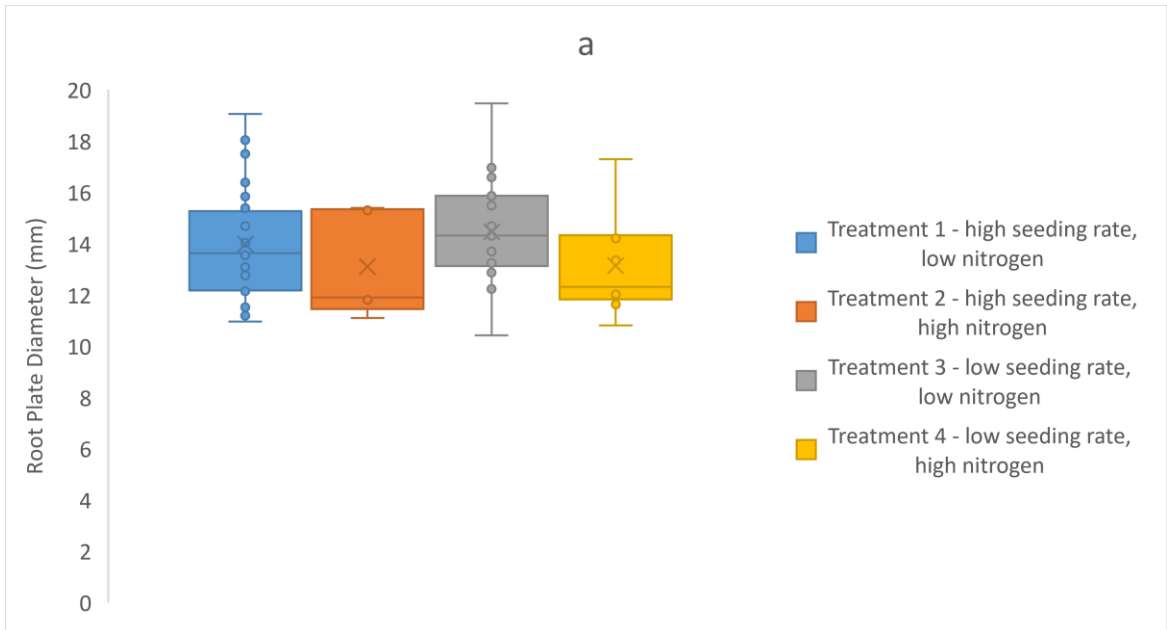 a
20
18
16
14
12
10
8
6
4
2
0
Root Plate Diameter (mm)
Treatment 1 - high seeding rate,
low nitrogen
Treatment 2 - high seeding rate,
high nitrogen
Treatment 3 - low seeding rate,
low nitrogen
Treatment 4 - low seeding rate,
high nitrogen